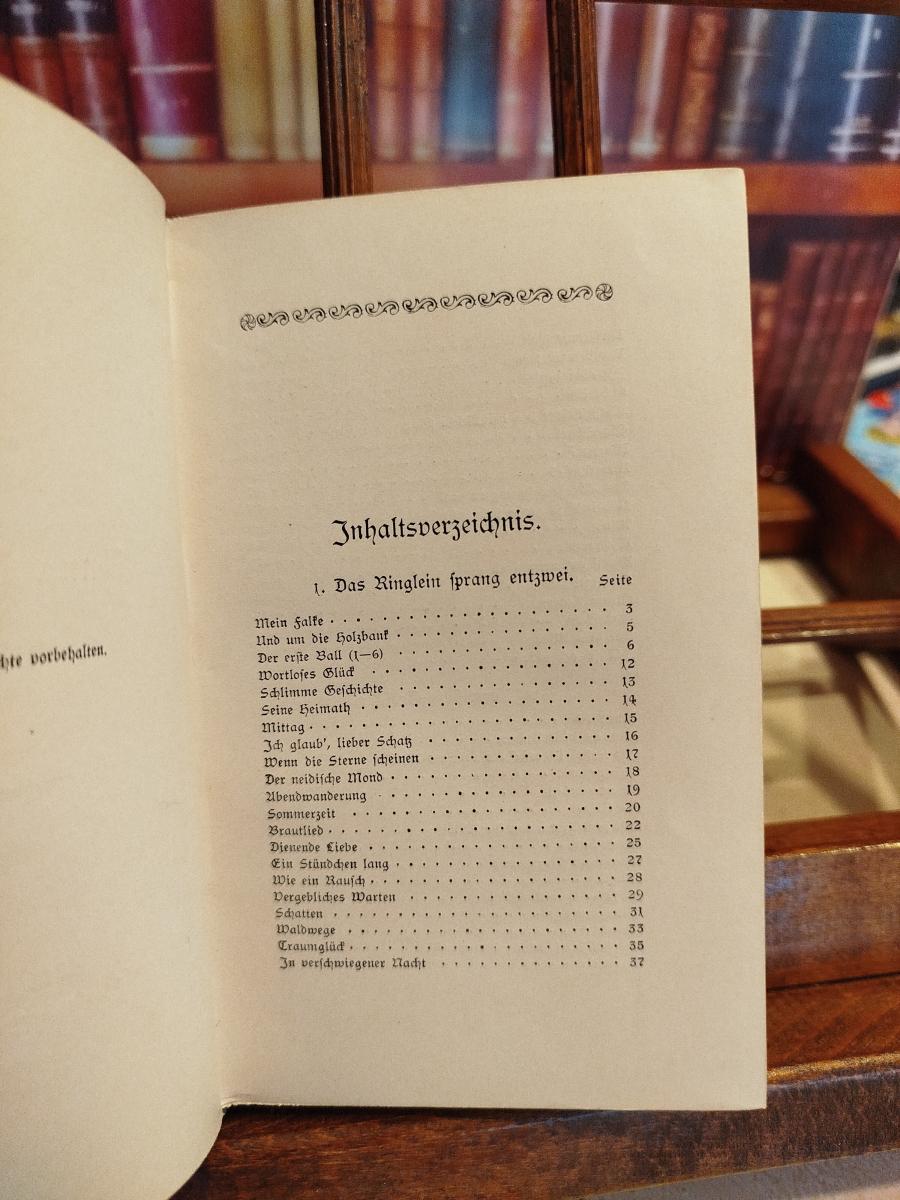 vorbehalten.
Inhaltsverzeichnis.
1. Das Ringlein ſprang entzwei. Seite
Mein Falke 3
Und um die Holzbank 5
Der erſte Ball (1—6) 6
Wortloſes Glück 12
Schlimme Geſchichte 13
Seine Heimath 14
Mittag 15
Ich glaub', lieber Schatz 16
Wenn die Sterne ſcheinen 17
Der neidiſche Mond 18
Abendwanderung 19
Sommerzeit 20
Brautlied 22
Dienende Liebe 25
Ein Stündchen lang 27
Wie ein Rauſch 28
Vergebliches Warten 29
Schatten 31
Waldwege 33
Traumglück 35
In verſchwiegener Nacht 37